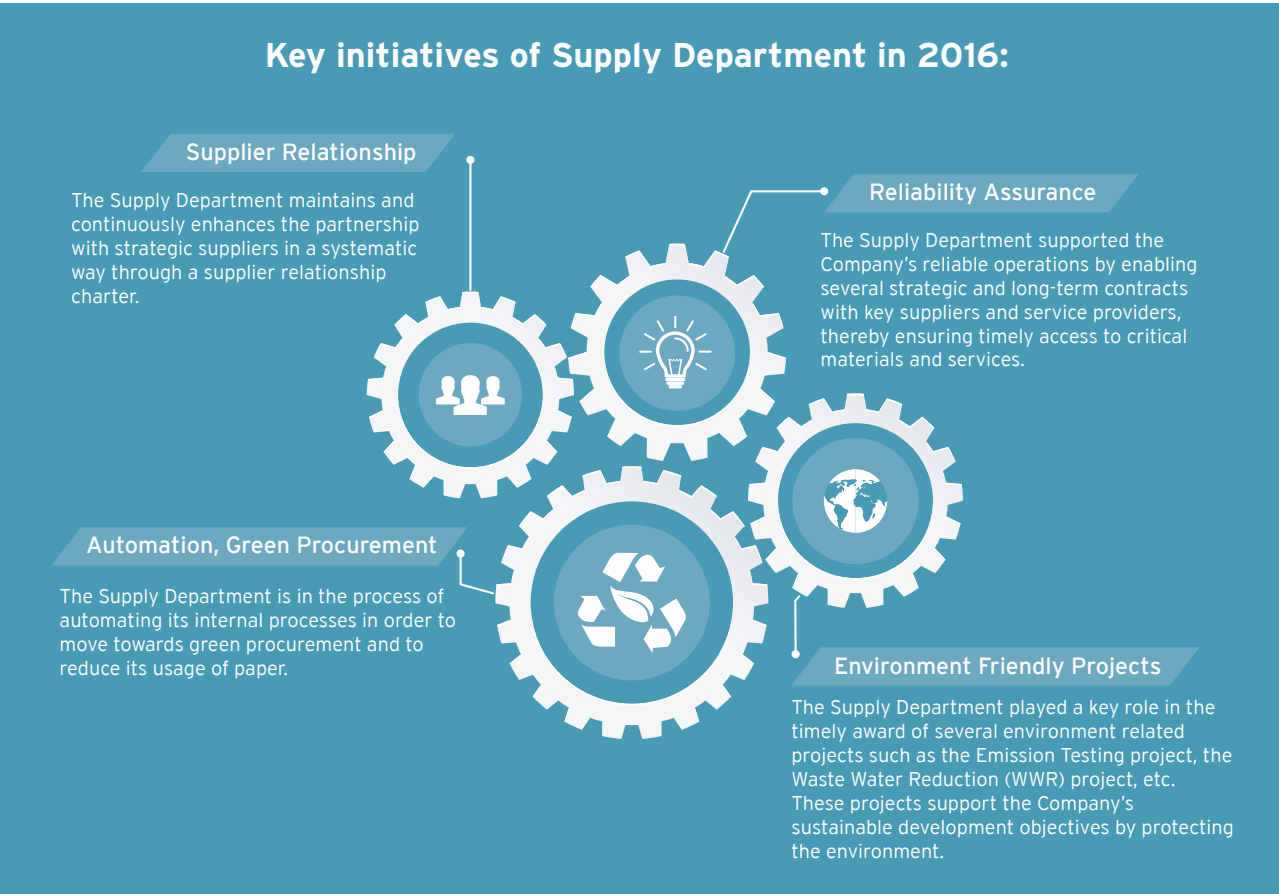 Key initiatives of Supply Department in 2016:
Supplier Relationship
The Supply Department maintains and
continuously enhances the partnership
with strategic suppliers in a systematic
way through a supplier relationship
charter.
Reliability Assurance
The Supply Department supported the
Company’s reliable operations by enabling
several strategic and long-term contracts
with key suppliers and service providers,
thereby ensuring timely access to critical
materials and services.
Automation, Green Procurement
The Supply Department is in the process of
automating its internal processes in order to
move towards green procurement and to
reduce its usage of paper.
Environment Friendly Projects
The Supply Department played a key role in the
timely award of several environment related
projects such as the Emission Testing project, the
Waste Water Reduction (WWR) project, etc.
These projects support the Company’s
sustainable development objectives by protecting
the environment.